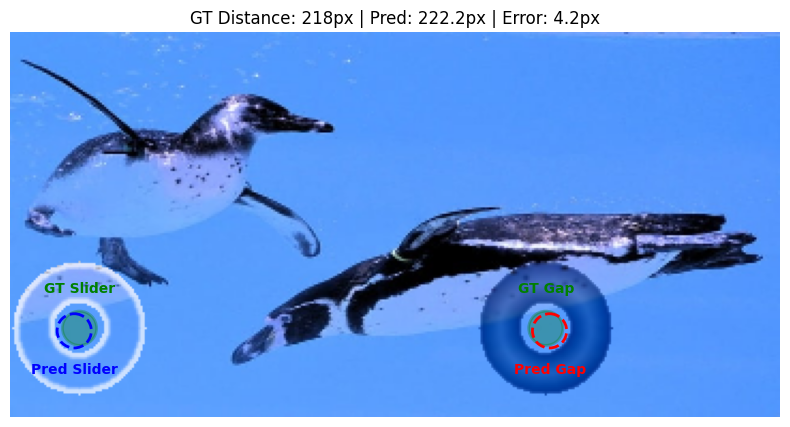 GT Distance: 218px | Pred: 222.2px | Error: 4.2px
GT Slider
GT Gap
Pred Slider
Pred Gap